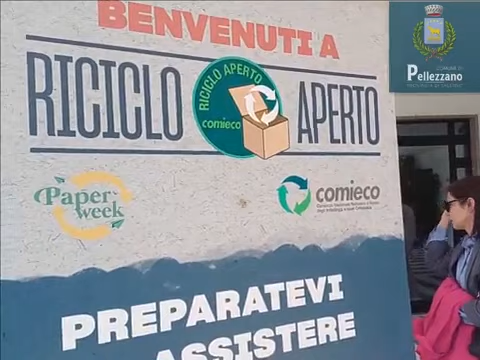 BENVENUTI A
RICICLO APERTO
RICICLO APERTO
comieco
Paper
week
comieco
PREPARATEVI
ASSISTERE
COMUNE DI
Pellezzano